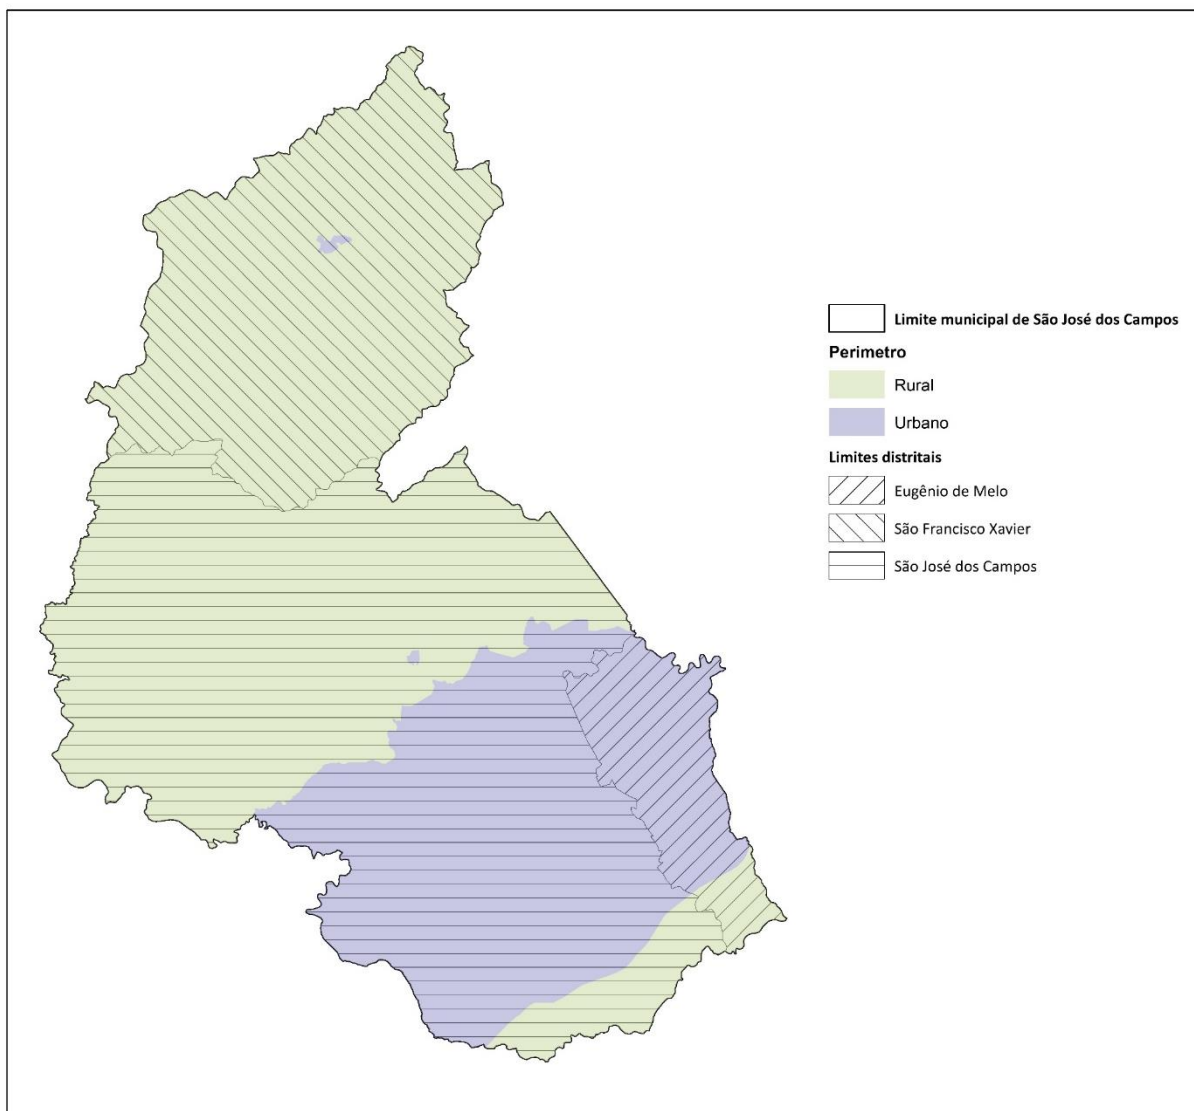 Limite municipal de São José dos Campos
Perimetro
Rural
Urbano
Limites distritais
Eugênio de Melo
São Francisco Xavier
São José dos Campos